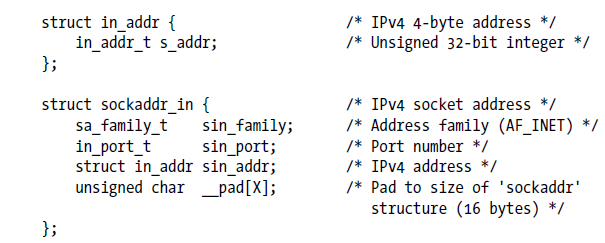 struct in_addr {                    /* IPv4 4-byte address */
    in_addr_t s_addr;               /* Unsigned 32-bit integer */
};
struct sockaddr_in {                /* IPv4 socket address */
    sa_family_t    sin_family;      /* Address family (AF_INET) */
    in_port_t      sin_port;        /* Port number */
    struct in_addr sin_addr;        /* IPv4 address */
    unsigned char  __pad[X];        /* Pad to size of 'sockaddr'
                                       structure (16 bytes) */
};